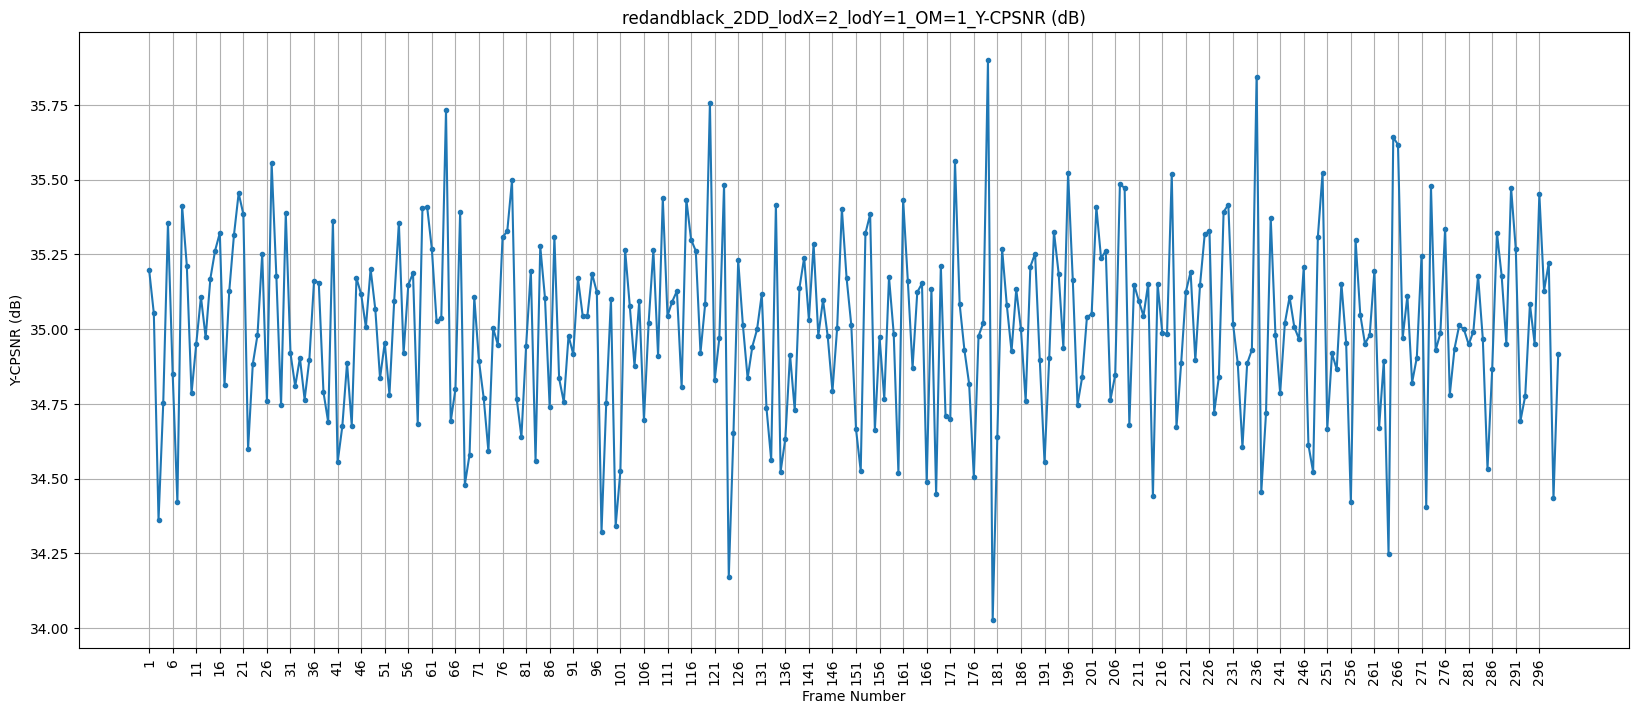 redandblack_2DD_lodX=2_lodY=1_OM=1_Y-CPSNR (dB)
Y-CPSNR (dB)
35.75
35.50
35.25
35.00
34.75
34.50
34.25
34.00
1 6 11 16 21 26 31 36 41 46 51 56 61 66 71 76 81 86 91 96 101 106 111 116 121 126 131 136 141 146 151 156 161 166 171 176 181 186 191 196 201 206 211 216 221 226 231 236 241 246 251 256 261 266 271 276 281 286 291 296
Frame Number